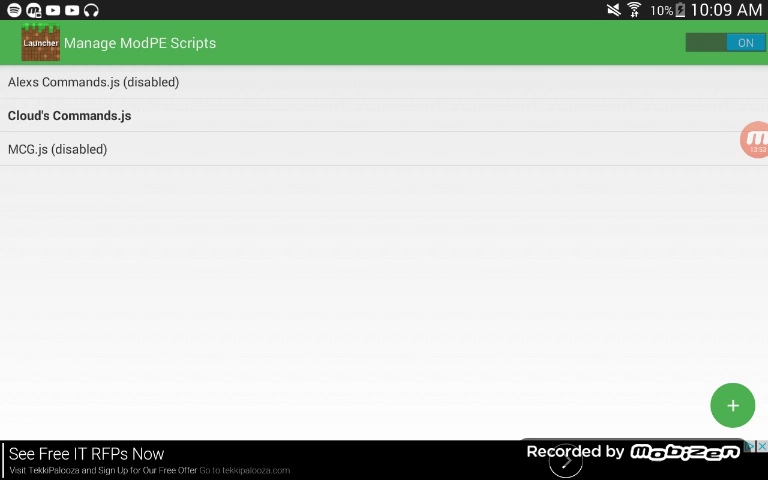 10% 10:09 AM
Launcher Manage ModPE Scripts ON
Alexs Commands.js (disabled)
Cloud's Commands.js
MCG.js (disabled)
13:53
+
See Free IT RFPs Now
Visit TekkiPalooza and Sign Up for Our Free Offer Go to tekkipalooza.com
Recorded by mobizen